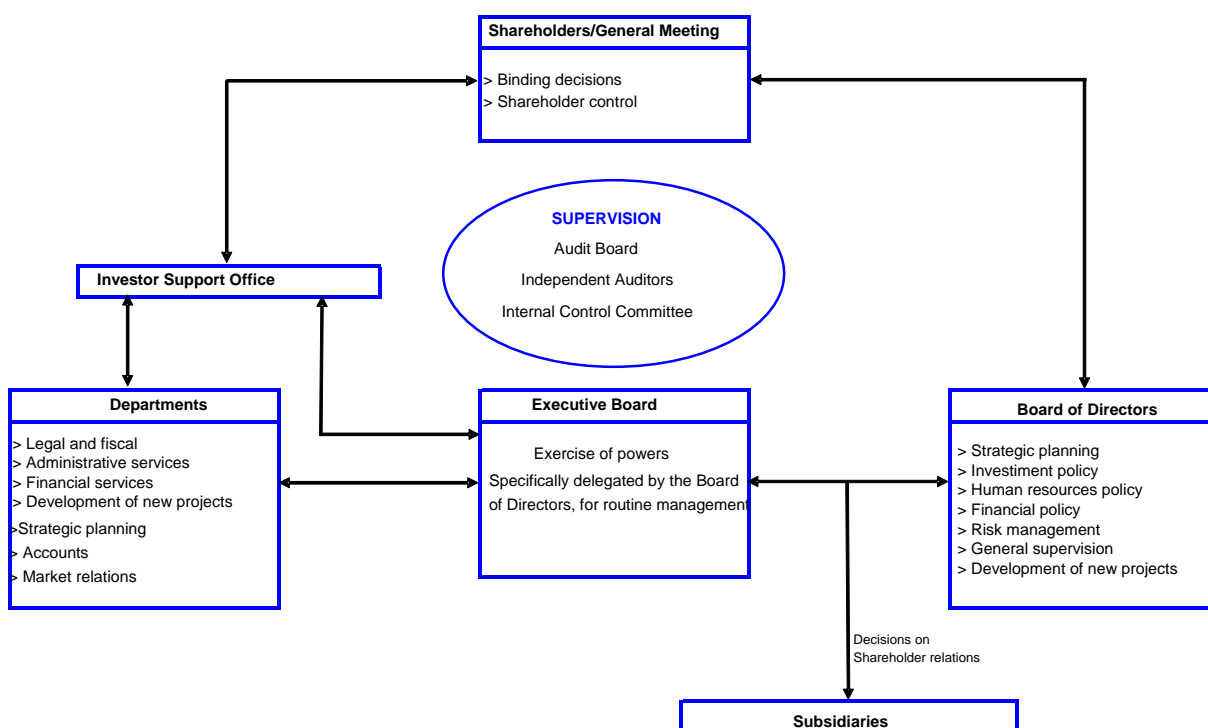 Shareholders/General Meeting
> Binding decisions
> Shareholder control
SUPERVISION
Audit Board
Independent Auditors
Internal Control Committee
Investor Support Office
Departments
> Legal and fiscal
> Administrative services
> Financial services
> Development of new projects
>Strategic planning
> Accounts
> Market relations
Executive Board
Exercise of powers
Specifically delegated by the Board
of Directors, for routine management
Board of Directors
> Strategic planning
> Investiment policy
> Human resources policy
> Financial policy
> Risk management
> General supervision
> Development of new projects
Decisions on
Shareholder relations
Subsidiaries